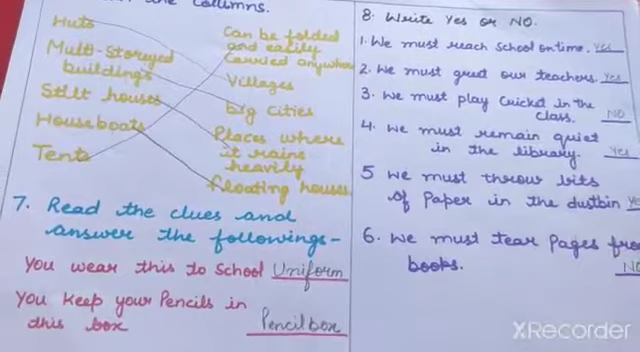 the columns.
Huts
Multi-Storeyed
buildings
Stilt houses
Houseboats
Tents
Can be folded
and easily
Carried anywhere
Villages
big cities
Places where
it rains
heavily
floating houses
7. Read the clues and
answer the followings-
You wear this to School Uniform
You Keep your Pencils in
this box Pencilbox
8. Write Yes or No.
1. We must reach School on time. Yes
2. We must greet our teachers. Yes
3. We must play Cricket in the
class. NO
4. We must remain quiet
in the library. Yes
5 We must throw bits
of Paper in the dustbin Ye
6. We must tear Pages from
books. NO
XRecorder